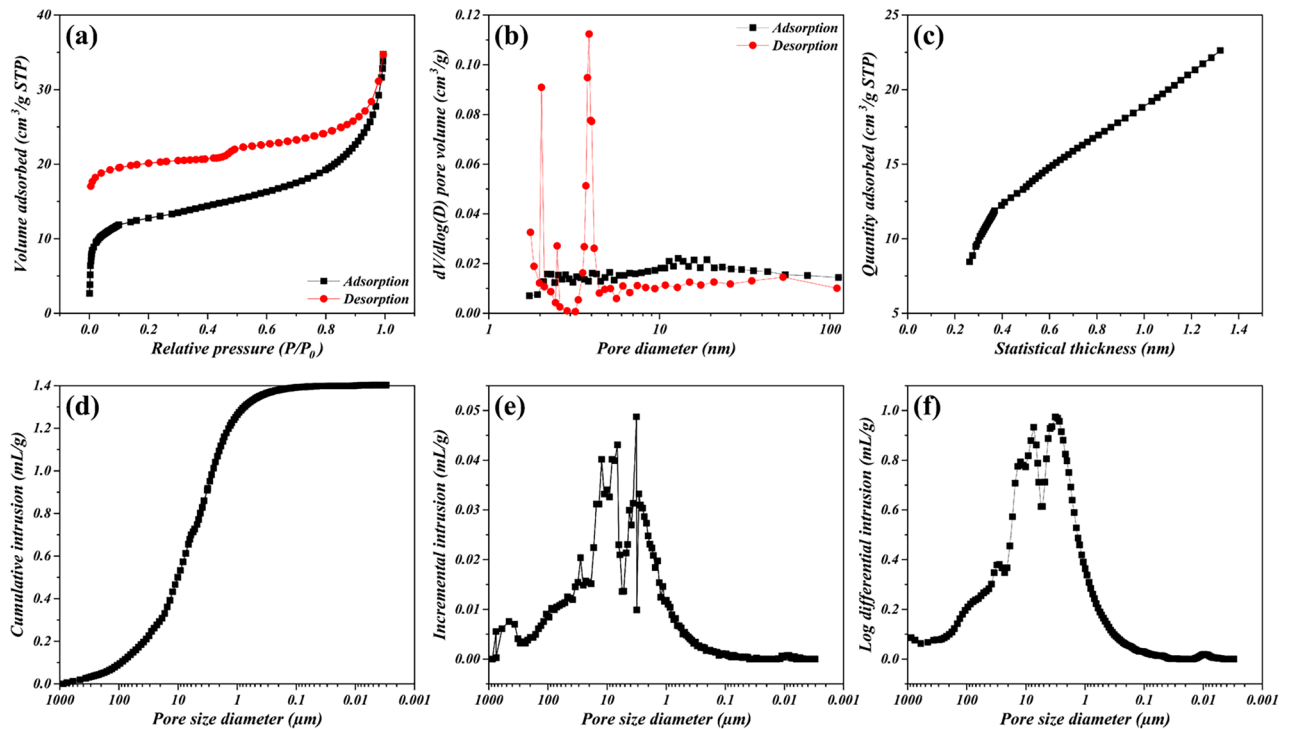 (a)
Volume adsorbed (cm³/g STP)
40
30
20
10
0
0.0 0.2 0.4 0.6 0.8 1.0
Relative pressure (P/P₀)
Adsorption
Desorption
(b)
dV/dlog(D) pore volume (cm³/g)
0.12
0.10
0.08
0.06
0.04
0.02
0.00
1 10 100
Pore diameter (nm)
Adsorption
Desorption
(c)
Quantity adsorbed (cm³/g STP)
25
20
15
10
5
0.0 0.2 0.4 0.6 0.8 1.0 1.2 1.4
Statistical thickness (nm)
(d)
Cumulative intrusion (mL/g)
1.4
1.2
1.0
0.8
0.6
0.4
0.2
0.0
1000 100 10 1 0.1 0.01 0.001
Pore size diameter (µm)
(e)
Incremental intrusion (mL/g)
0.05
0.04
0.03
0.02
0.01
0.00
1000 100 10 1 0.1 0.01 0.001
Pore size diameter (µm)
(f)
Log differential intrusion (mL/g)
1.0
0.8
0.6
0.4
0.2
0.0
1000 100 10 1 0.1 0.01 0.001
Pore size diameter (µm)